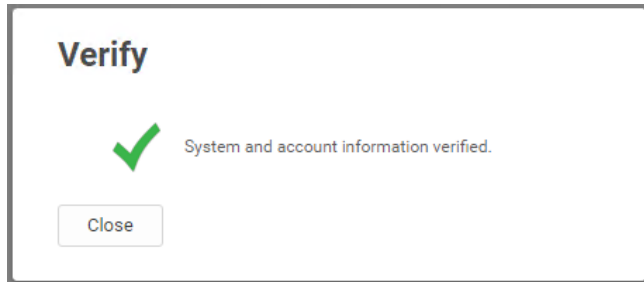 Verify
System and account information verified.
Close